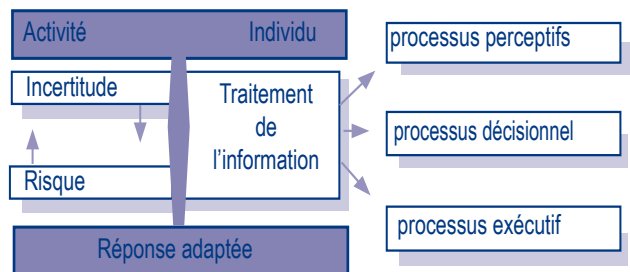 Activité Individu
Incertitude
Risque
Traitement
de
l'information
Réponse adaptée
processus perceptifs
processus décisionnel
processus exécutif